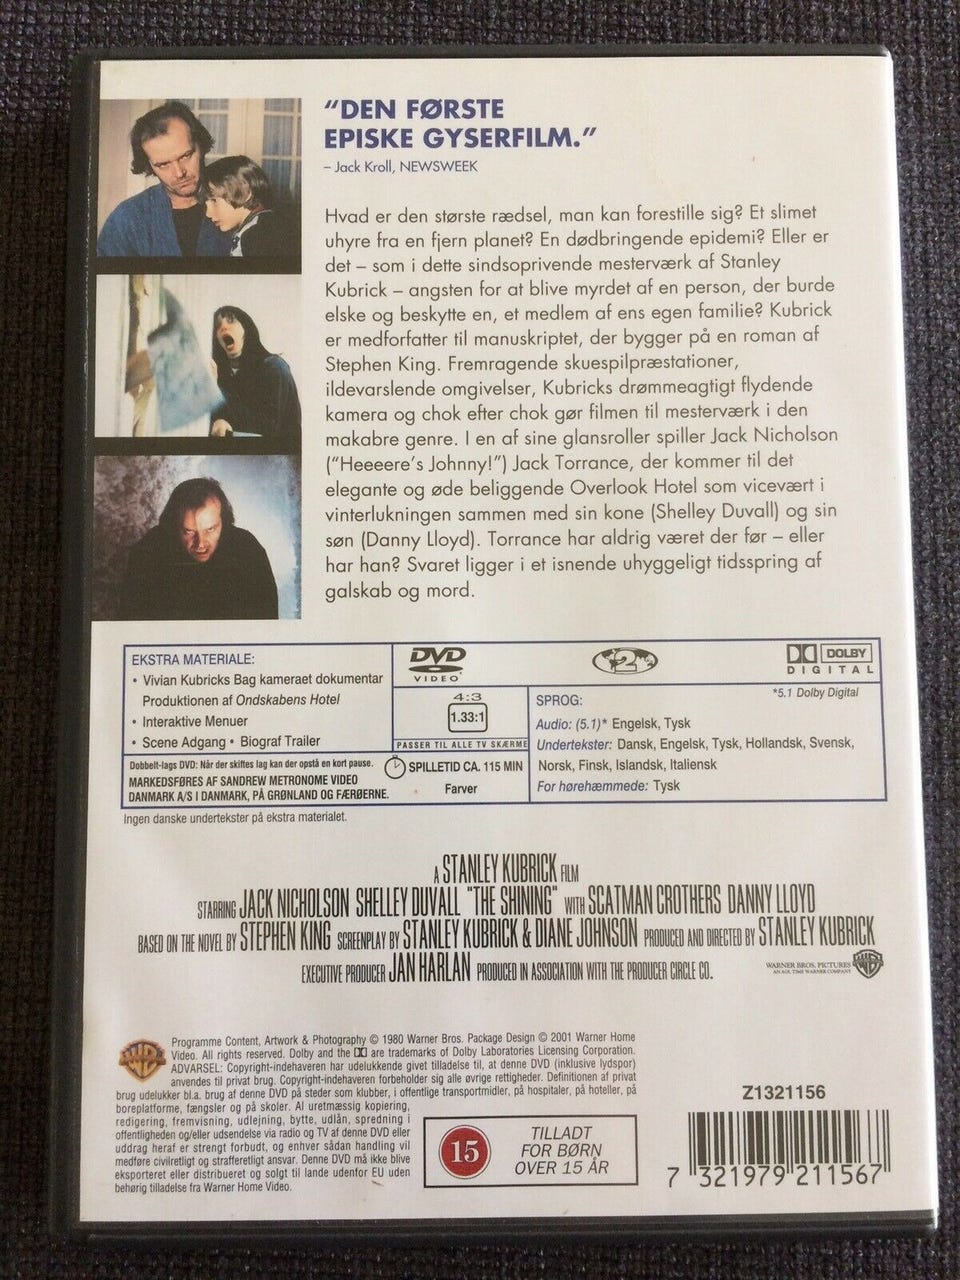 “DEN FØRSTE
EPISKE GYSERFILM.”
– Jack Kroll, NEWSWEEK
Hvad er den største rædsel, man kan forestille sig? Et slimet
uhyre fra en fjern planet? En dødbringende epidemi? Eller er
det – som i dette sindsoprivende mesterværk af Stanley
Kubrick – angsten for at blive myrdet af en person, der burde
elske og beskytte en, et medlem af ens egen familie? Kubrick
er medforfatter til manuskriptet, der bygger på en roman af
Stephen King. Fremragende skuespilpræstationer,
ildevarslende omgivelser, Kubricks drømmeagtigt flydende
kamera og chok efter chok gør filmen til mesterværk i den
makabre genre. I en af sine glansroller spiller Jack Nicholson
(“Heeeere’s Johnny!”) Jack Torrance, der kommer til det
elegante og øde beliggende Overlook Hotel som vicevært i
vinterlukningen sammen med sin kone (Shelley Duvall) og sin
søn (Danny Lloyd). Torrance har aldrig været der før – eller
har han? Svaret ligger i et isnende uhyggeligt tidsspring af
galskab og mord.
EKSTRA MATERIALE:
• Vivian Kubricks Bag kameraet dokumentar
Produktionen af Ondskabens Hotel
• Interaktive Menuer
• Scene Adgang • Biograf Trailer
Dobbelt-lags DVD: Når der skiftes lag kan der opstå en kort pause.
MARKEDSFØRES AF SANDREW METRONOME VIDEO
DANMARK A/S I DANMARK, PÅ GRØNLAND OG FÆRØERNE.
DVD
VIDEO
4:3
1.33:1
PASSER TIL ALLE TV SKÆRME
SPILLETID CA. 115 MIN
Farver
2
DOLBY
DIGITAL
*5.1 Dolby Digital
SPROG:
Audio: (5.1)* Engelsk, Tysk
Undertekster: Dansk, Engelsk, Tysk, Hollandsk, Svensk,
Norsk, Finsk, Islandsk, Italiensk
For hørehæmmede: Tysk
Ingen danske undertekster på ekstra materialet.
A STANLEY KUBRICK FILM
STARRING JACK NICHOLSON SHELLEY DUVALL "THE SHINING" WITH SCATMAN CROTHERS DANNY LLOYD
BASED ON THE NOVEL BY STEPHEN KING SCREENPLAY BY STANLEY KUBRICK & DIANE JOHNSON PRODUCED AND DIRECTED BY STANLEY KUBRICK
EXECUTIVE PRODUCER JAN HARLAN PRODUCED IN ASSOCIATION WITH THE PRODUCER CIRCLE CO.
WARNER BROS. PICTURES
AN AOL TIME WARNER COMPANY
Programme Content, Artwork & Photography © 1980 Warner Bros. Package Design © 2001 Warner Home
Video. All rights reserved. Dolby and the DD are trademarks of Dolby Laboratories Licensing Corporation.
ADVARSEL: Copyright-indehaveren har udelukkende givet tilladelse til, at denne DVD (inklusive lydspor)
anvendes til privat brug. Copyright-indehaveren forbeholder sig alle øvrige rettigheder. Definitionen af privat
brug udelukker bl.a. brug af denne DVD på steder som klubber, i offentlige transportmidler, på hospitaler, på hoteller, på
boreplatforme, fængsler og på skoler. Al uretmæssig kopiering,
redigering, fremvisning, udlejning, bytte, udlån, spredning i
offentligheden og/eller udsendelse via radio og TV af denne DVD eller
uddrag heraf er strengt forbudt, og enhver sådan handling vil
medføre civilretligt og strafferetligt ansvar. Denne DVD må ikke blive
eksporteret eller distribueret og solgt til lande udenfor EU uden
behørig tilladelse fra Warner Home Video.
15
TILLADT
FOR BØRN
OVER 15 ÅR
Z1321156
7 321979 211567